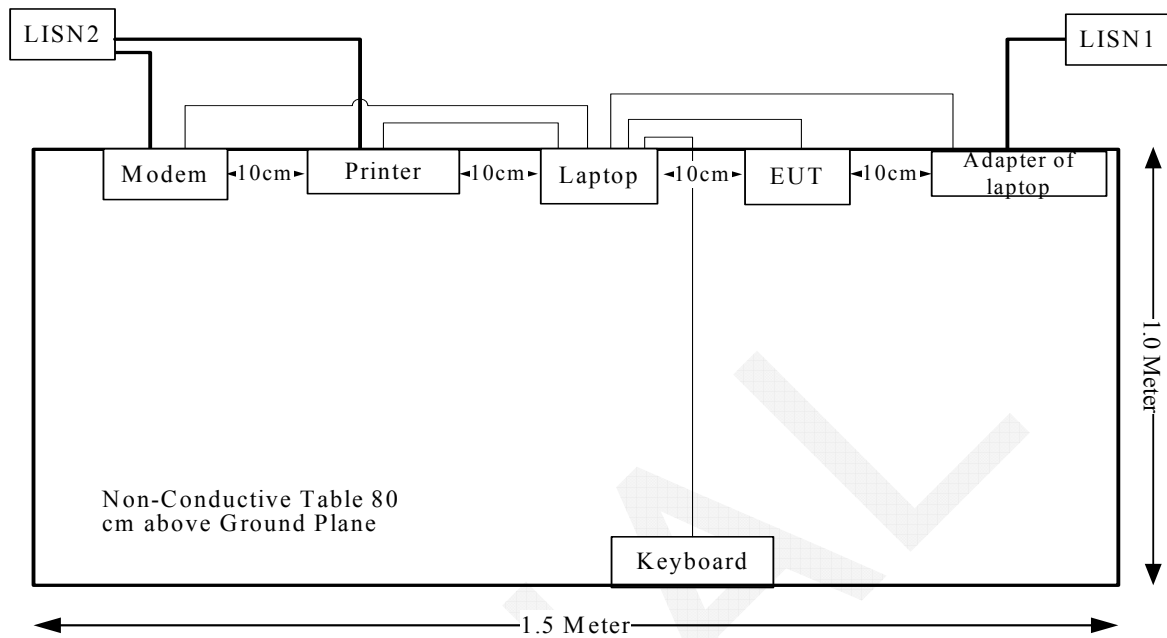 LISN2
LISN1
Modem
10cm
Printer
10cm
Laptop
10cm
EUT
10cm
Adapter of
laptop
1.0 Meter
Non-Conductive Table 80
cm above Ground Plane
Keyboard
1.5 Meter